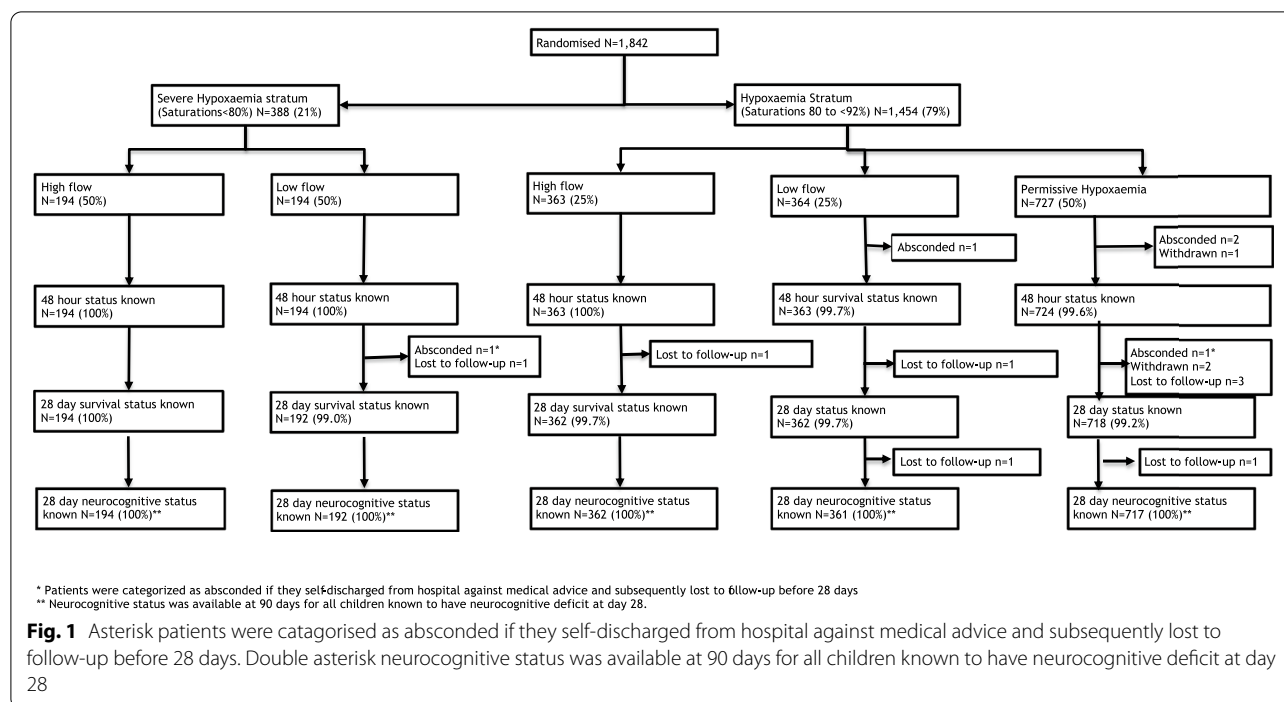 Randomised N=1,842
Severe Hypoxaemia stratum
(Saturations<80%) N=388 (21%)
Hypoxaemia Stratum
(Saturations 80 to <92%) N=1,454 (79%)
High flow
N=194 (50%)
Low flow
N=194 (50%)
High flow
N=363 (25%)
Low flow
N=364 (25%)
Permissive Hypoxaemia
N=727 (50%)
Absconded n=1
Absconded n=2
Withdrawn n=1
48 hour status known
N=194 (100%)
48 hour status known
N=194 (100%)
48 hour status known
N=363 (100%)
48 hour survival status known
N=363 (99.7%)
48 hour status known
N=724 (99.6%)
Absconded n=1*
Lost to follow-up n=1
Lost to follow-up n=1
Lost to follow-up n=1
Absconded n=1*
Withdrawn n=2
Lost to follow-up n=3
28 day survival status known
N=194 (100%)
28 day survival status known
N=192 (99.0%)
28 day survival status known
N=362 (99.7%)
28 day status known
N=362 (99.7%)
28 day status known
N=718 (99.2%)
Lost to follow-up n=1
Lost to follow-up n=1
28 day neurocognitive status
known N=194 (100%)**
28 day neurocognitive status
known N=192 (100%)**
28 day neurocognitive status
known N=362 (100%)**
28 day neurocognitive status
known N=361 (100%)**
28 day neurocognitive status
known N=717 (100%)**
* Patients were categorized as absconded if they self-discharged from hospital against medical advice and subsequently lost to follow-up before 28 days
** Neurocognitive status was available at 90 days for all children known to have neurocognitive deficit at day 28.
Fig. 1 Asterisk patients were catagorised as absconded if they self-discharged from hospital against medical advice and subsequently lost to
follow-up before 28 days. Double asterisk neurocognitive status was available at 90 days for all children known to have neurocognitive deficit at day
28